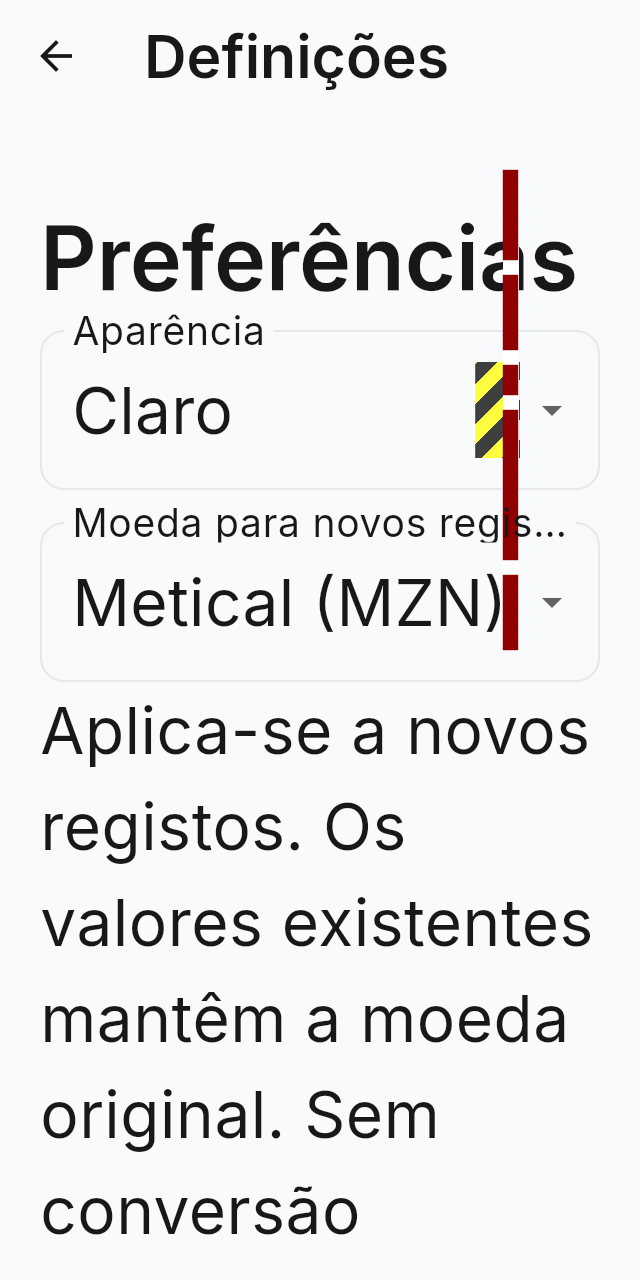 Definições
Preferências
Aparência
Claro
Moeda para novos regis...
Metical (MZN)
Aplica-se a novos
registos. Os
valores existentes
mantêm a moeda
original. Sem
conversão